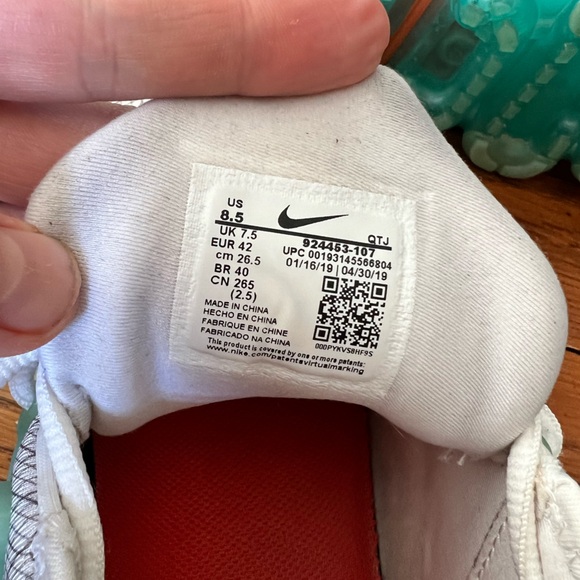 US
8.5
UK 7.5
EUR 42
cm 26.5
BR 40
CN 265
(2.5)
924453-107 QTJ
UPC 00193145566804
01/16/19 | 04/30/19
000PYKVS8HF9S
MADE IN CHINA
HECHO EN CHINA
FABRIQUE EN CHINE
FABRICADO NA CHINA
This product is covered by one or more patents:
www.nike.com/patentsvirtualmarking